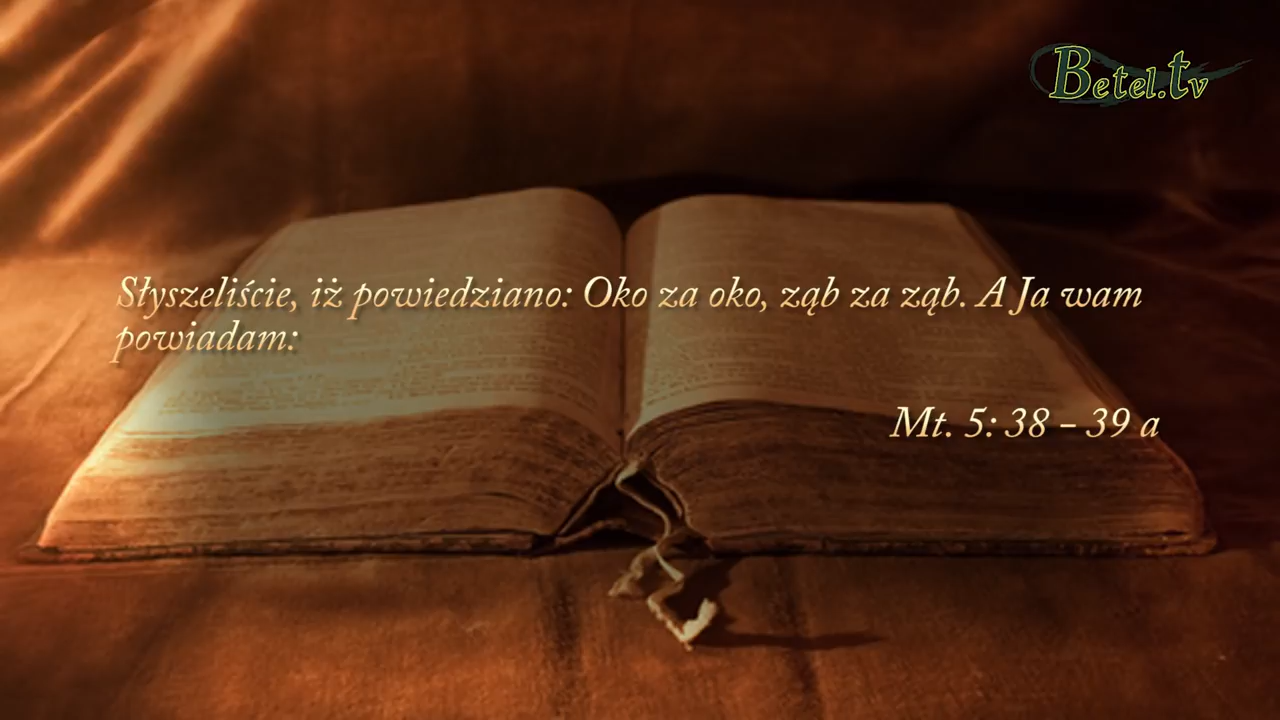 Betel.tv
Słyszeliście, iż powiedziano: Oko za oko, ząb za ząb. A Ja wam
powiadam:
Mt. 5: 38 – 39 a